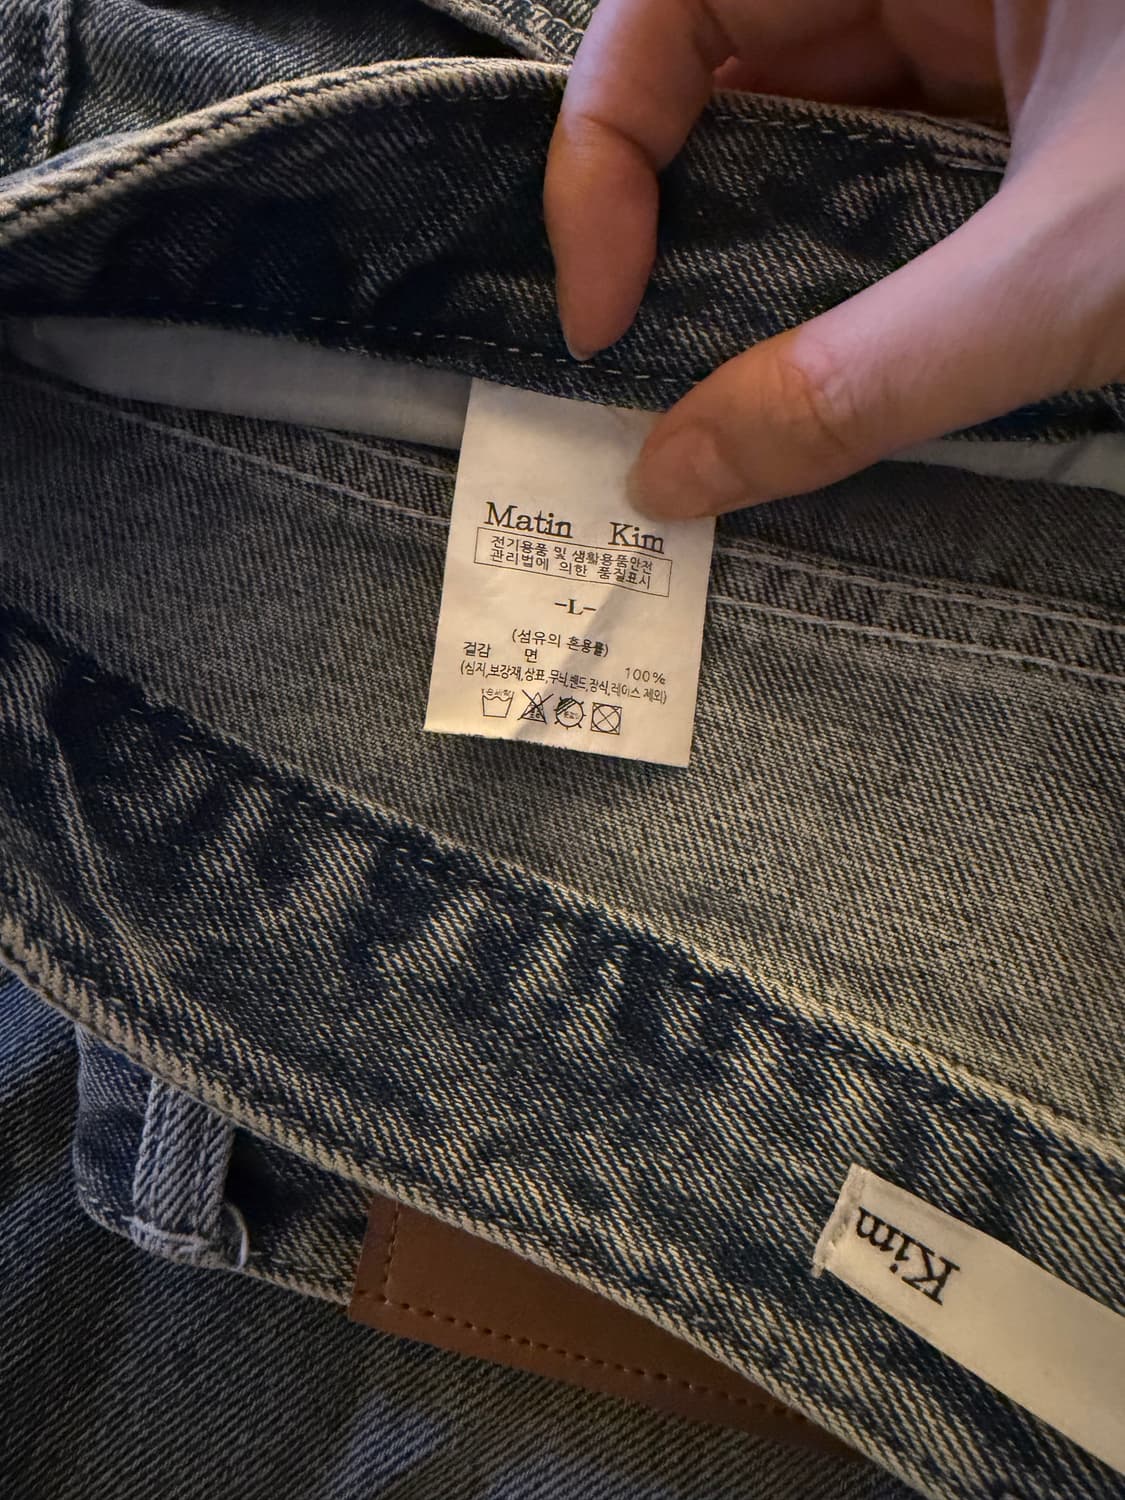 Matin Kim
전기용품 및 생활용품안전
관리법에 의한 품질표시
-L-
(섬유의 혼용률)
겉감 면 100%
(심지,보강재,상표,무늬,밴드,장식,레이스 제외)
Kim